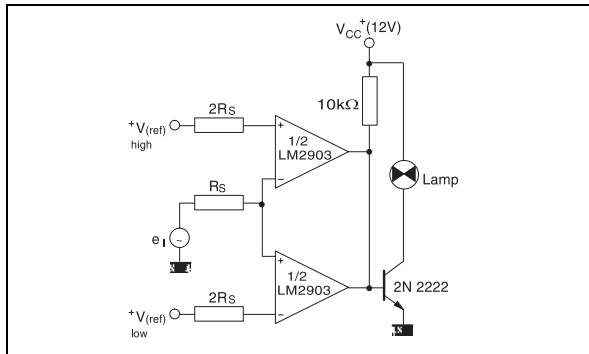 VCC+(12V)
2RS
+V(ref)
high
10kΩ
+
1/2
LM2903
−
Lamp
RS
eI
~
+
1/2
LM2903
−
2N 2222
2RS
+V(ref)
low